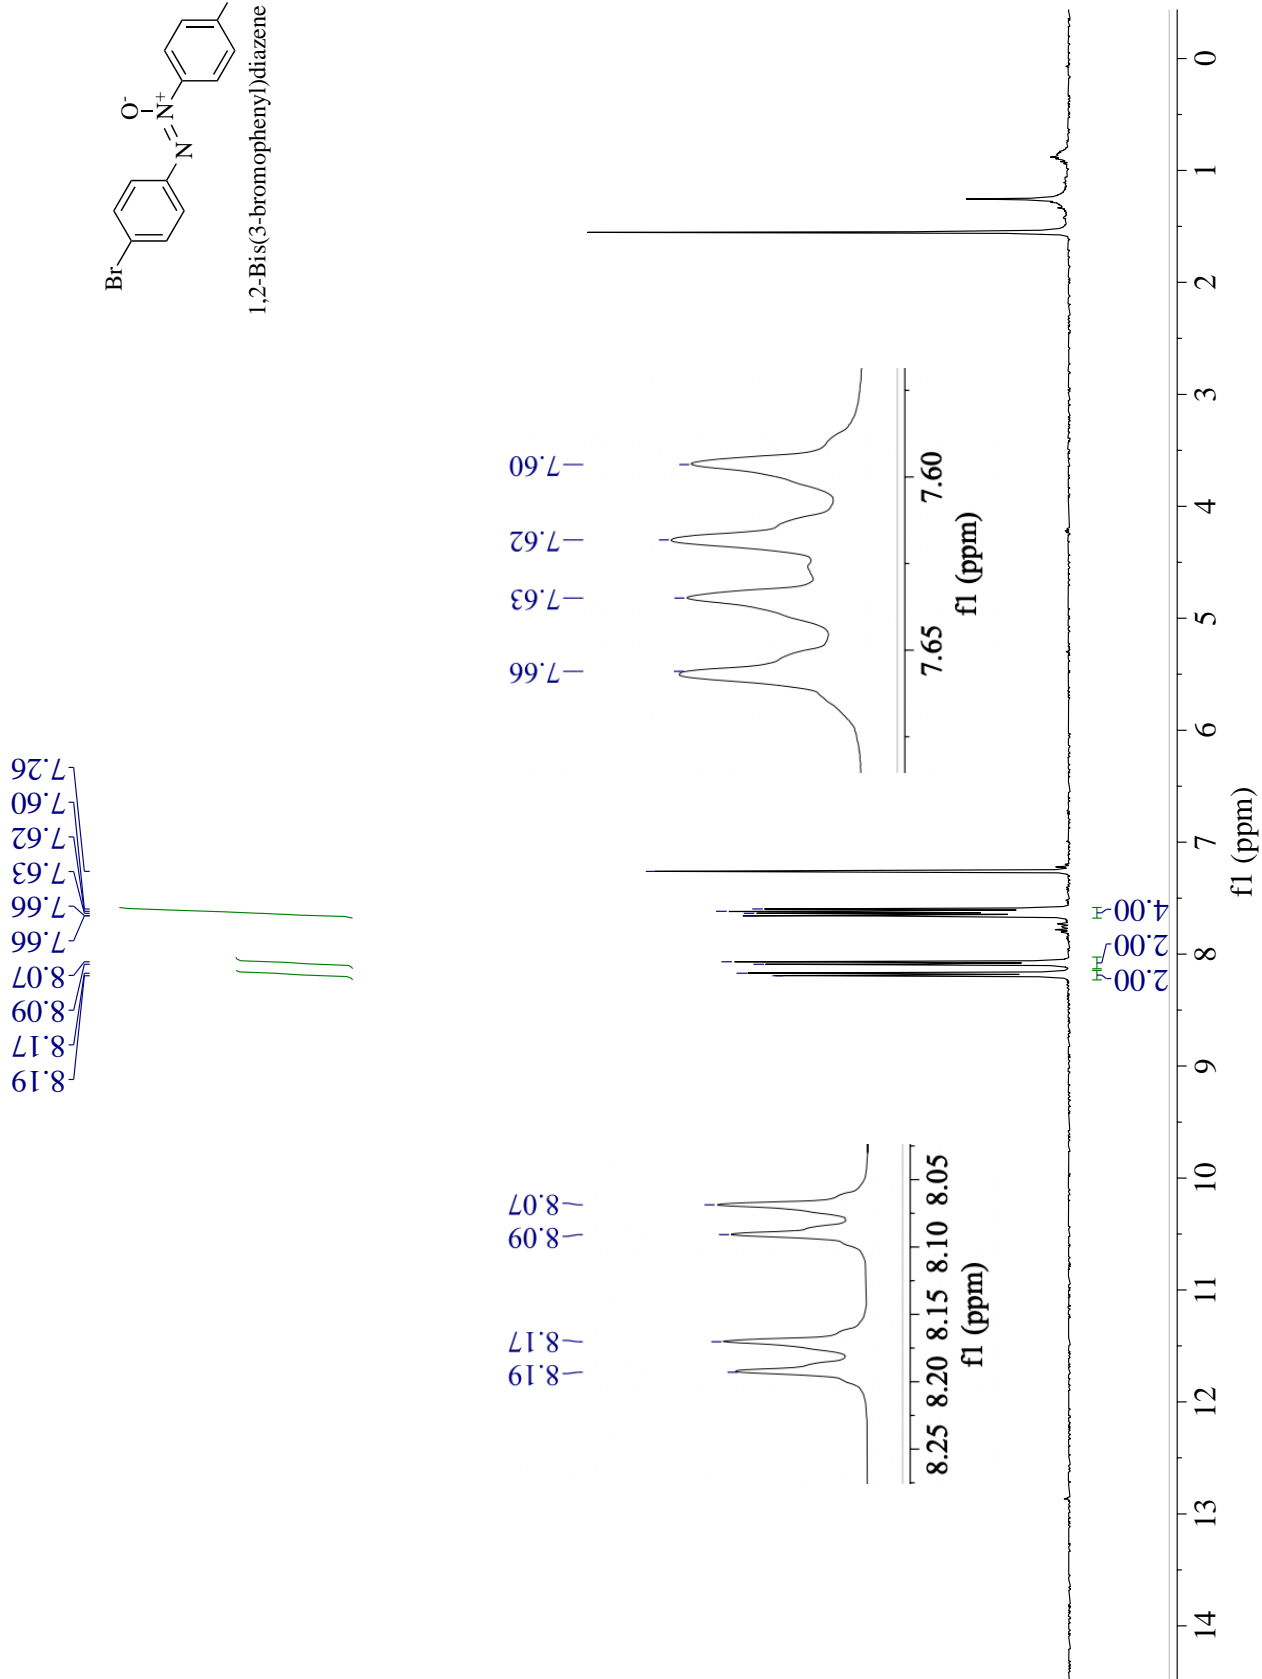 Br
N
N+
O-
1,2-Bis(3-bromophenyl)diazene
8.19
8.17
8.09
8.07
7.66
7.66
7.63
7.62
7.60
7.26
8.19
8.17
8.09
8.07
8.25 8.20 8.15 8.10 8.05
f1 (ppm)
7.66
7.63
7.62
7.60
7.65 7.60
f1 (ppm)
2.00
2.00
4.00
14 13 12 11 10 9 8 7 6 5 4 3 2 1 0
f1 (ppm)